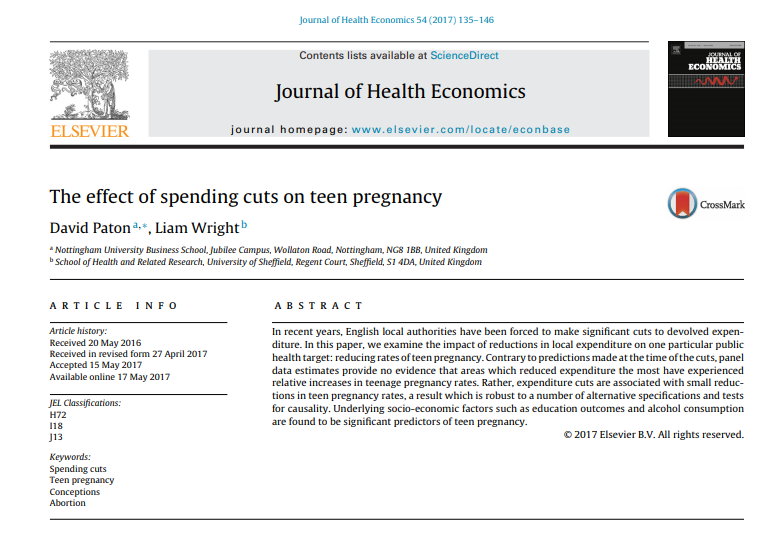 Journal of Health Economics 54 (2017) 135–146
Contents lists available at ScienceDirect
Journal of Health Economics
journal homepage: www.elsevier.com/locate/econbase
ELSEVIER
JOURNAL OF
HEALTH
ECONOMICS
The effect of spending cuts on teen pregnancy
CrossMark
David Paton a,∗, Liam Wright b
a Nottingham University Business School, Jubilee Campus, Wollaton Road, Nottingham, NG8 1BB, United Kingdom
b School of Health and Related Research, University of Sheffield, Regent Court, Sheffield, S1 4DA, United Kingdom
ARTICLE INFO
Article history:
Received 20 May 2016
Received in revised form 27 April 2017
Accepted 15 May 2017
Available online 17 May 2017
JEL Classifications:
H72
I18
J13
Keywords:
Spending cuts
Teen pregnancy
Conceptions
Abortion
ABSTRACT
In recent years, English local authorities have been forced to make significant cuts to devolved expen-
diture. In this paper, we examine the impact of reductions in local expenditure on one particular public
health target: reducing rates of teen pregnancy. Contrary to predictions made at the time of the cuts, panel
data estimates provide no evidence that areas which reduced expenditure the most have experienced
relative increases in teenage pregnancy rates. Rather, expenditure cuts are associated with small reduc-
tions in teen pregnancy rates, a result which is robust to a number of alternative specifications and tests
for causality. Underlying socio-economic factors such as education outcomes and alcohol consumption
are found to be significant predictors of teen pregnancy.
© 2017 Elsevier B.V. All rights reserved.